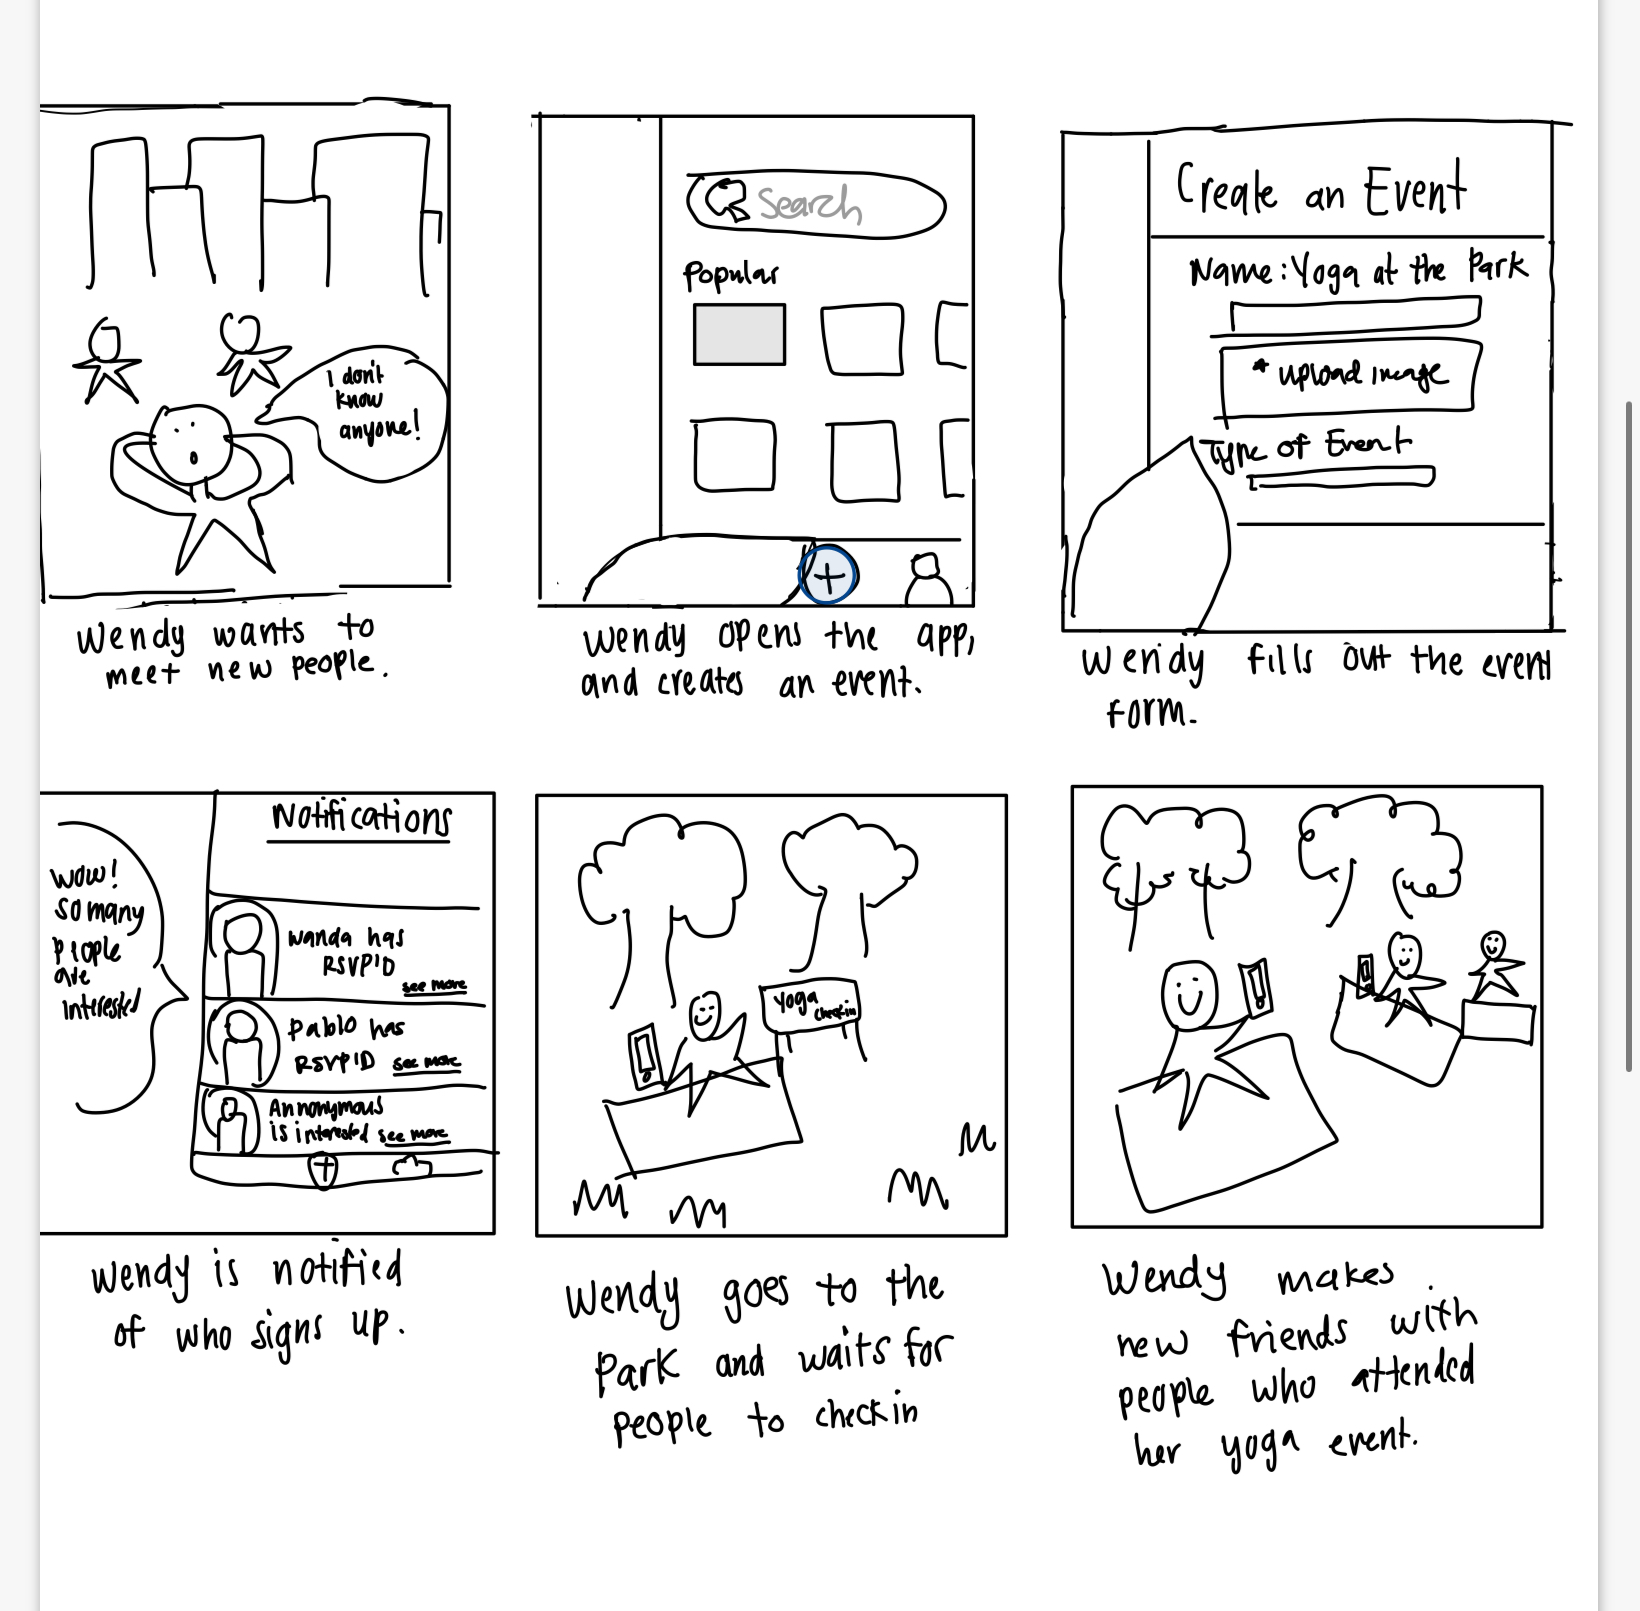 I don't
know
anyone!
Wendy wants to
meet new people.
Search
Popular
Wendy opens the app,
and creates an event.
Create an Event
Name: Yoga at the Park
* upload image
Type of Event
Wendy fills out the event
form.
Wow!
So many
people
are
interested
Notifications
Wanda has
RSVP'D
see more
Pablo has
RSVP'D see more
Annonymous
is interested see more
Wendy is notified
of who signs up.
Yoga
checkin
Wendy goes to the
Park and waits for
people to checkin
Wendy makes
new friends with
people who attended
her yoga event.